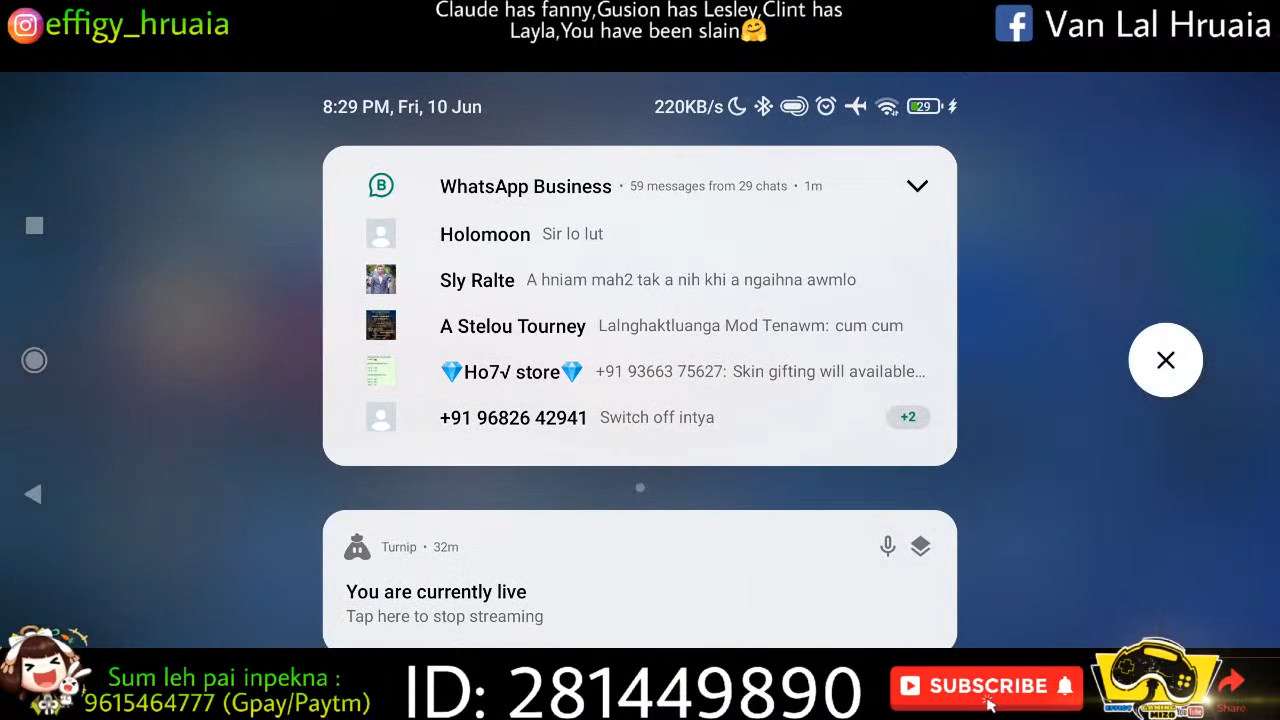 effigy_hruaia
Claude has fanny,Gusion has Lesley,Clint has
Layla,You have been slain🤗
Van Lal Hruaia
8:29 PM, Fri, 10 Jun
220KB/s
29
WhatsApp Business • 59 messages from 29 chats • 1m
Holomoon Sir lo lut
Sly Ralte A hniam mah2 tak a nih khi a ngaihna awmlo
A Stelou Tourney Lalnghaktluanga Mod Tenawm: cum cum
💎Ho7√ store💎 +91 93663 75627: Skin gifting will available…
+91 96826 42941 Switch off intya +2
Turnip • 32m
You are currently live
Tap here to stop streaming
Sum leh pai inpekna :
9615464777 (Gpay/Paytm)
ID: 281449890
SUBSCRIBE
EFFIGY GAMING MIZO YouTube
Share